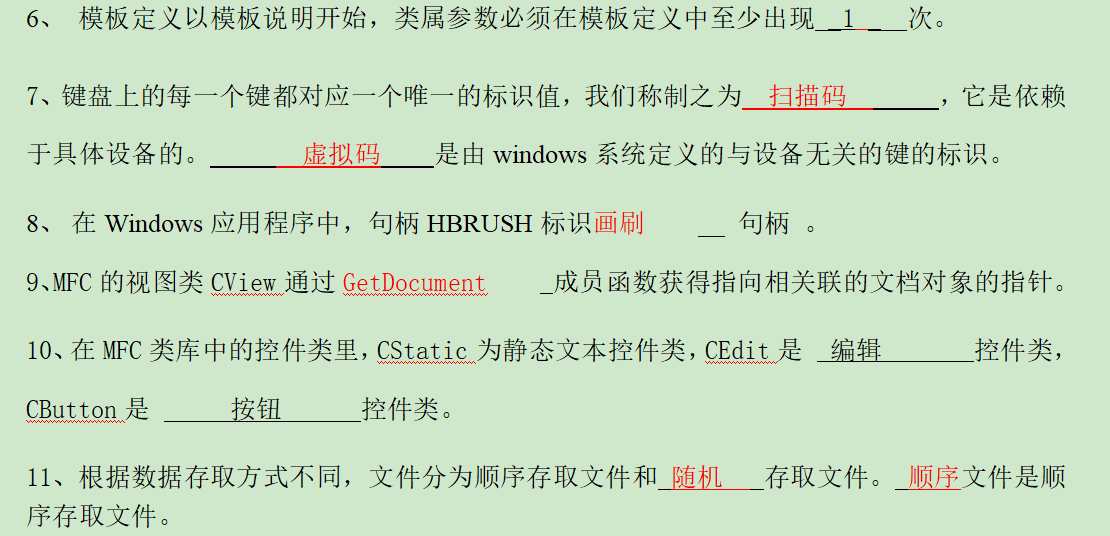 6、 模板定义以模板说明开始，类属参数必须在模板定义中至少出现__1 _ __次。
7、键盘上的每一个键都对应一个唯一的标识值，我们称制之为__扫描码_______，它是依赖
于具体设备的。_______虚拟码____是由 windows 系统定义的与设备无关的键的标识。
8、 在 Windows 应用程序中，句柄 HBRUSH 标识画刷 __ 句柄 。
9、MFC 的视图类 CView 通过 GetDocument _成员函数获得指向相关联的文档对象的指针。
10、在 MFC 类库中的控件类里，CStatic 为静态文本控件类，CEdit 是 _编辑_______控件类，
CButton 是 _____按钮______控件类。
11、根据数据存取方式不同，文件分为顺序存取文件和_随机___存取文件。_顺序文件是顺
序存取文件。